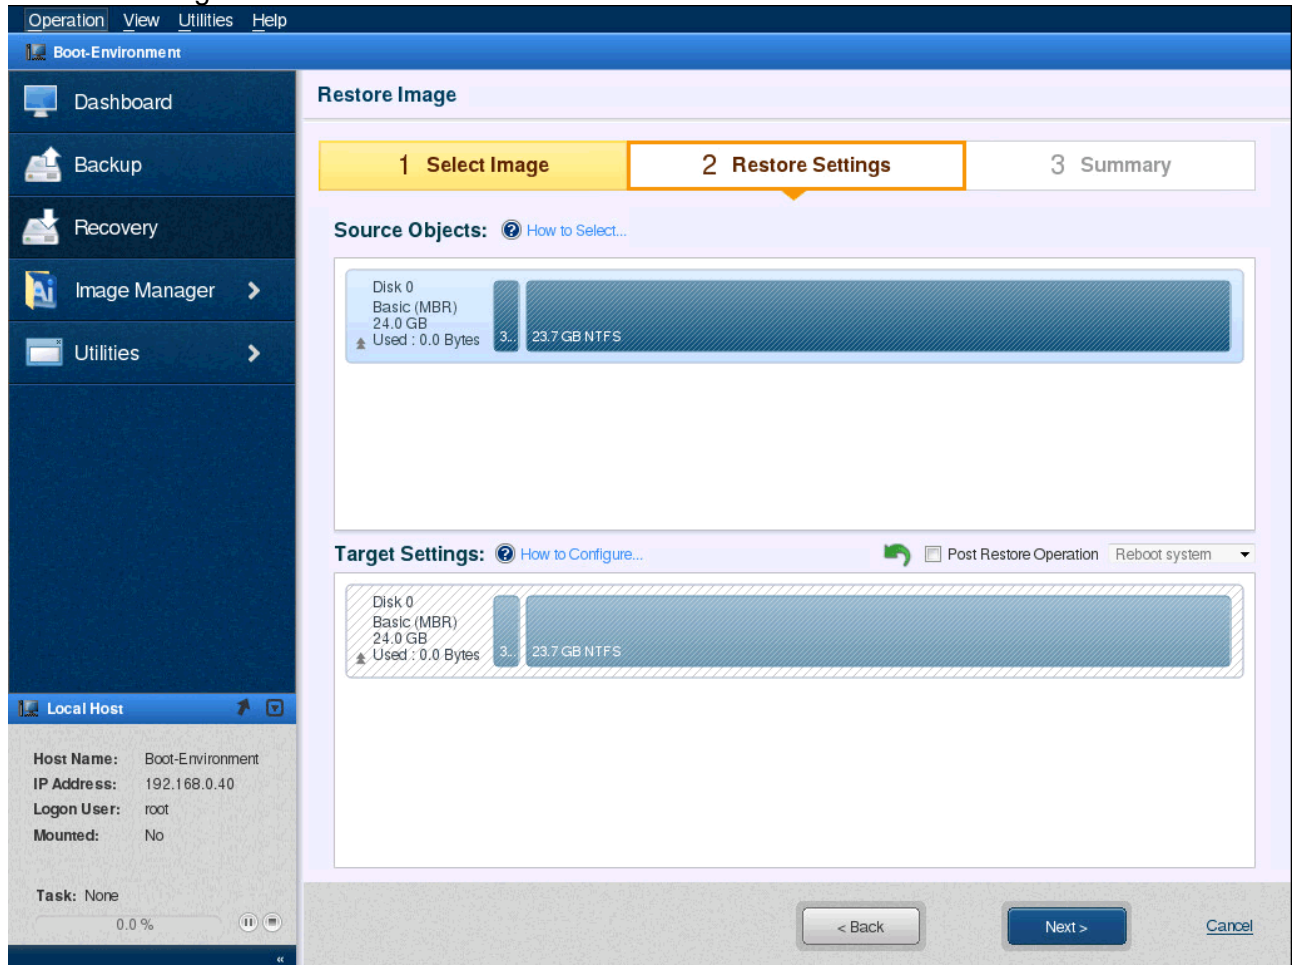 Operation View Utilities Help
Boot-Environment
Dashboard
Backup
Recovery
Image Manager
Utilities
Restore Image
1 Select Image
2 Restore Settings
3 Summary
Source Objects: How to Select...
Disk 0
Basic (MBR)
24.0 GB
Used : 0.0 Bytes
3...
23.7 GB NTFS
Target Settings: How to Configure...
Post Restore Operation Reboot system
Disk 0
Basic (MBR)
24.0 GB
Used : 0.0 Bytes
3...
23.7 GB NTFS
Local Host
Host Name: Boot-Environment
IP Address: 192.168.0.40
Logon User: root
Mounted: No
Task: None
0.0 %
< Back
Next >
Cancel